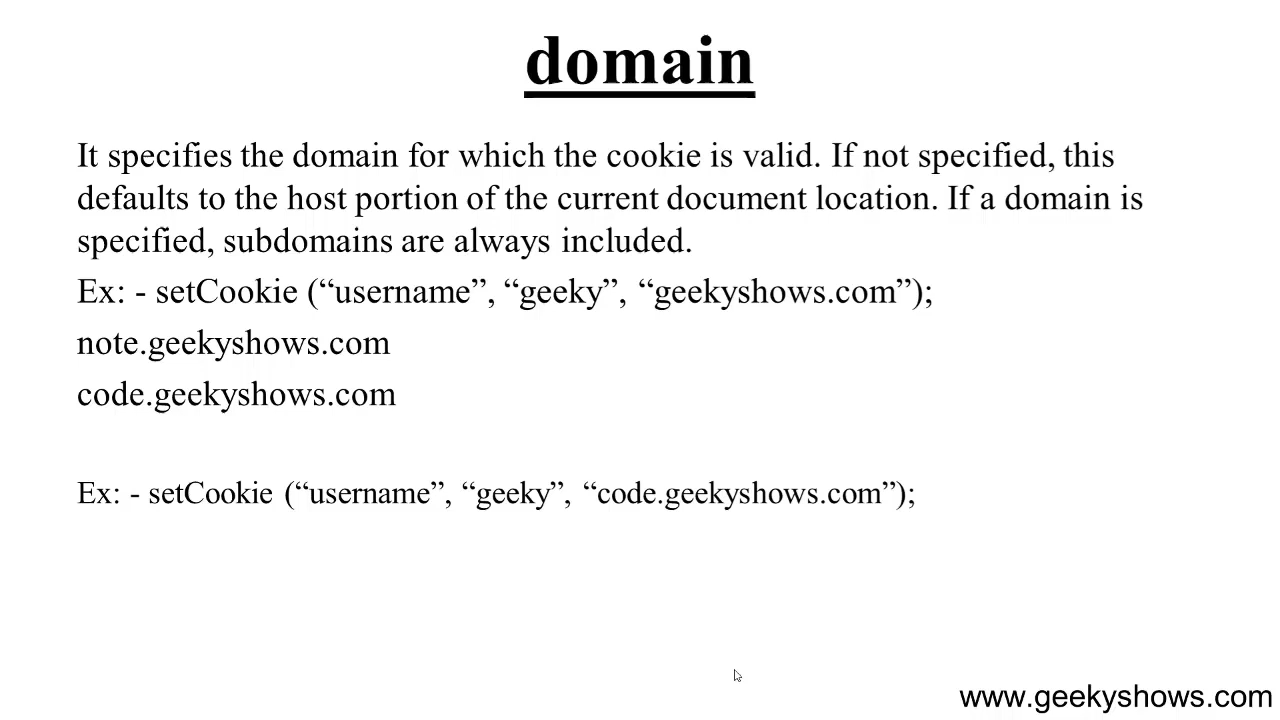 domain
It specifies the domain for which the cookie is valid. If not specified, this
defaults to the host portion of the current document location. If a domain is
specified, subdomains are always included.
Ex: - setCookie (“username”, “geeky”, “geekyshows.com”);
note.geekyshows.com
code.geekyshows.com
Ex: - setCookie (“username”, “geeky”, “code.geekyshows.com”);
www.geekyshows.com